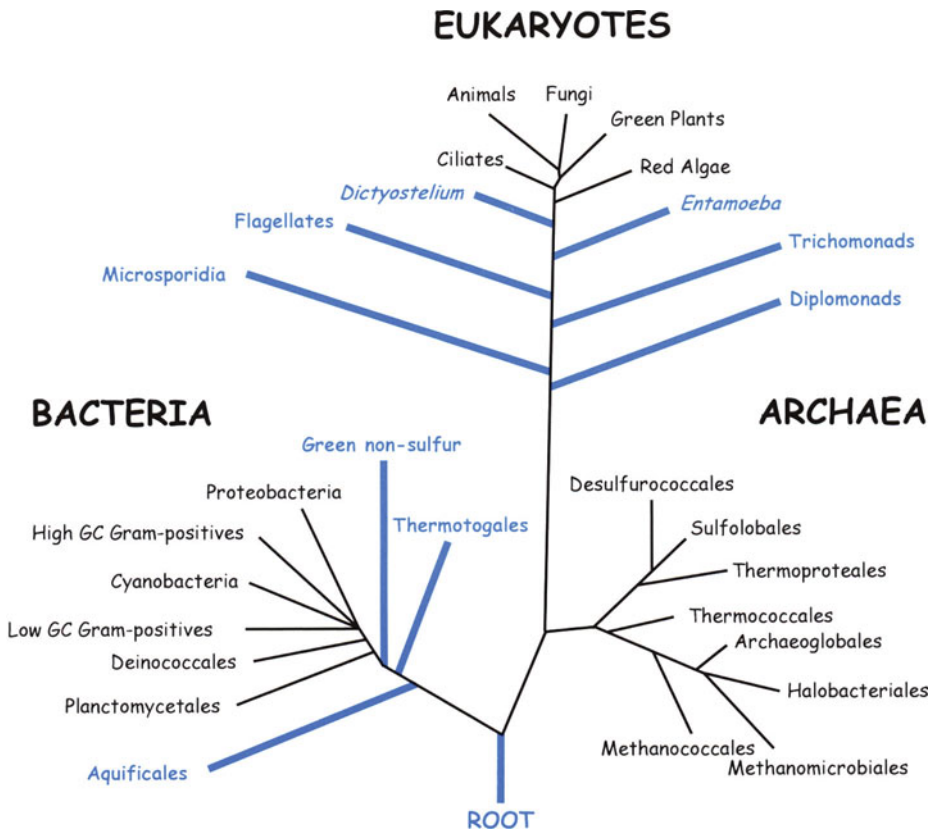 EUKARYOTES
Animals
Fungi
Green Plants
Ciliates
Red Algae
Dictyostelium
Entamoeba
Flagellates
Trichomonads
Microsporidia
Diplomonads
BACTERIA
ARCHAEA
Green non-sulfur
Proteobacteria
Desulfurococcales
High GC Gram-positives
Thermotogales
Sulfolobales
Cyanobacteria
Thermoproteales
Low GC Gram-positives
Thermococcales
Deinococcales
Archaeoglobales
Planctomycetales
Halobacteriales
Methanococcales
Aquificales
Methanomicrobiales
ROOT